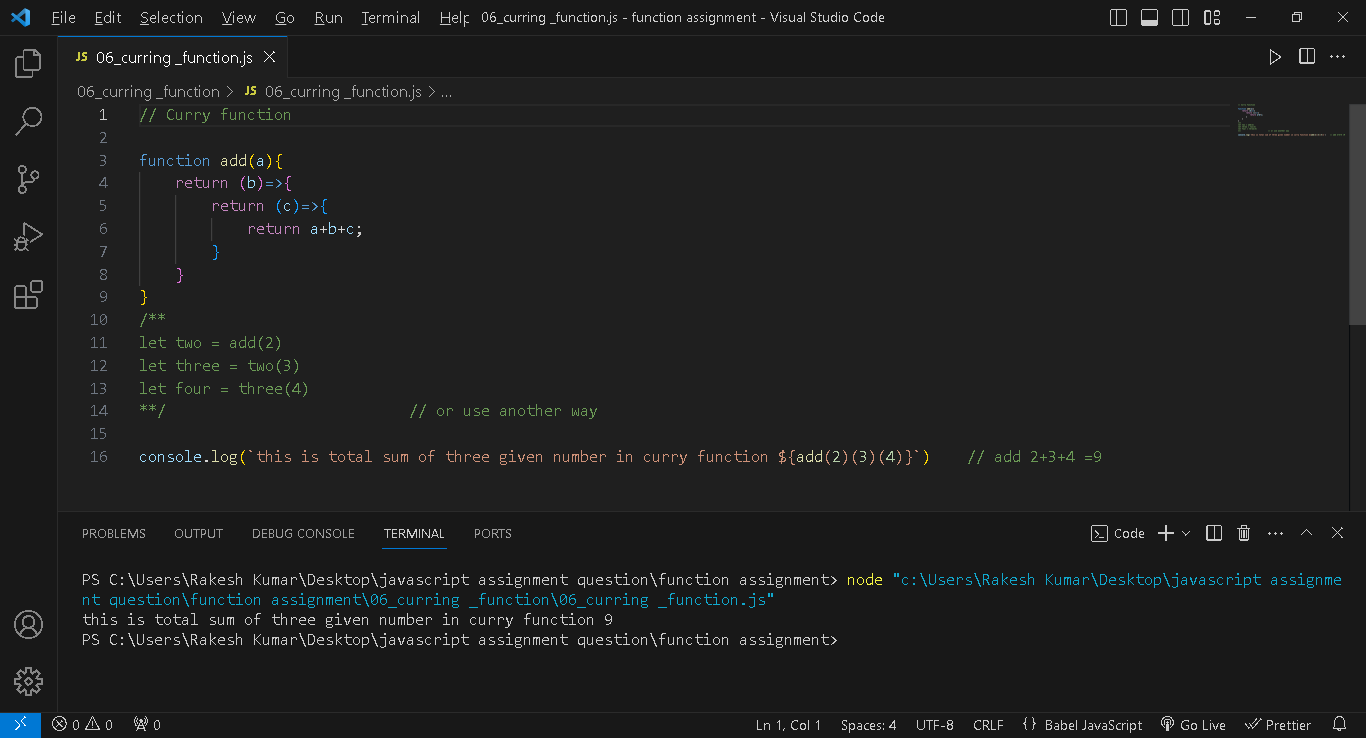 File Edit Selection View Go Run Terminal Help 06_curring _function.js - function assignment - Visual Studio Code
JS 06_curring _function.js
06_curring _function > JS 06_curring _function.js > ...
1 // Curry function
2
3 function add(a){
4 return (b)=>{
5 return (c)=>{
6 return a+b+c;
7 }
8 }
9 }
10 /**
11 let two = add(2)
12 let three = two(3)
13 let four = three(4)
14 **/ // or use another way
15
16 console.log(`this is total sum of three given number in curry function ${add(2)(3)(4)}`) // add 2+3+4 =9
PROBLEMS OUTPUT DEBUG CONSOLE TERMINAL PORTS Code
PS C:\Users\Rakesh Kumar\Desktop\javascript assignment question\function assignment> node "c:\Users\Rakesh Kumar\Desktop\javascript assignme
nt question\function assignment\06_curring _function\06_curring _function.js"
this is total sum of three given number in curry function 9
PS C:\Users\Rakesh Kumar\Desktop\javascript assignment question\function assignment>
0 0 0 Ln 1, Col 1 Spaces: 4 UTF-8 CRLF {} Babel JavaScript Go Live Prettier